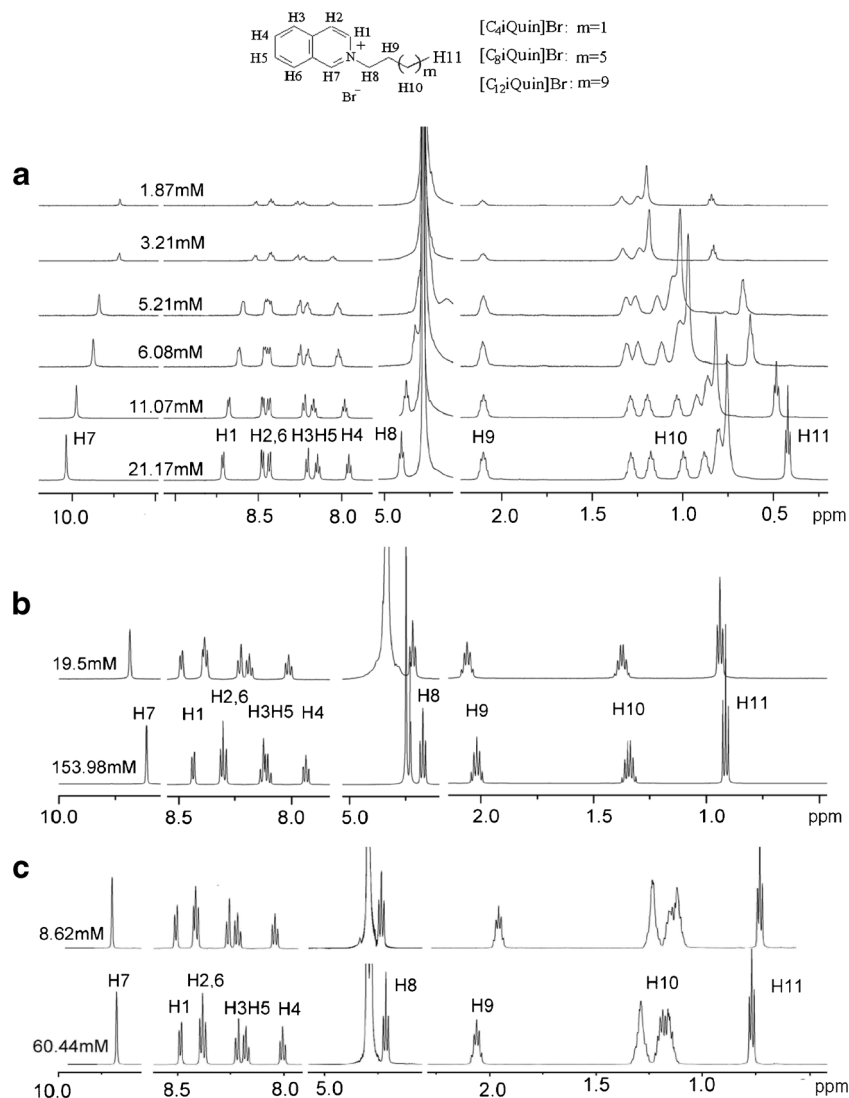 H3 H2
H4 H1
H5 H9 H11 m
H6 H7 N + H8 H10
Br⁻
[C₄iQuin]Br: m=1
[C₈iQuin]Br: m=5
[C₁₂iQuin]Br: m=9
a
1.87mM
3.21mM
5.21mM
6.08mM
11.07mM
H7 H1 H2,6 H3 H5 H4 H8 H9 H10 H11
21.17mM
10.0 8.5 8.0 5.0 2.0 1.5 1.0 0.5 ppm
b
19.5mM
H7 H1 H2,6 H3H5 H4 H8 H9 H10 H11
153.98mM
10.0 8.5 8.0 5.0 2.0 1.5 1.0 ppm
c
8.62mM
H7 H1 H2,6 H3H5 H4 H8 H9 H10 H11
60.44mM
10.0 8.5 8.0 5.0 2.0 1.5 1.0 ppm